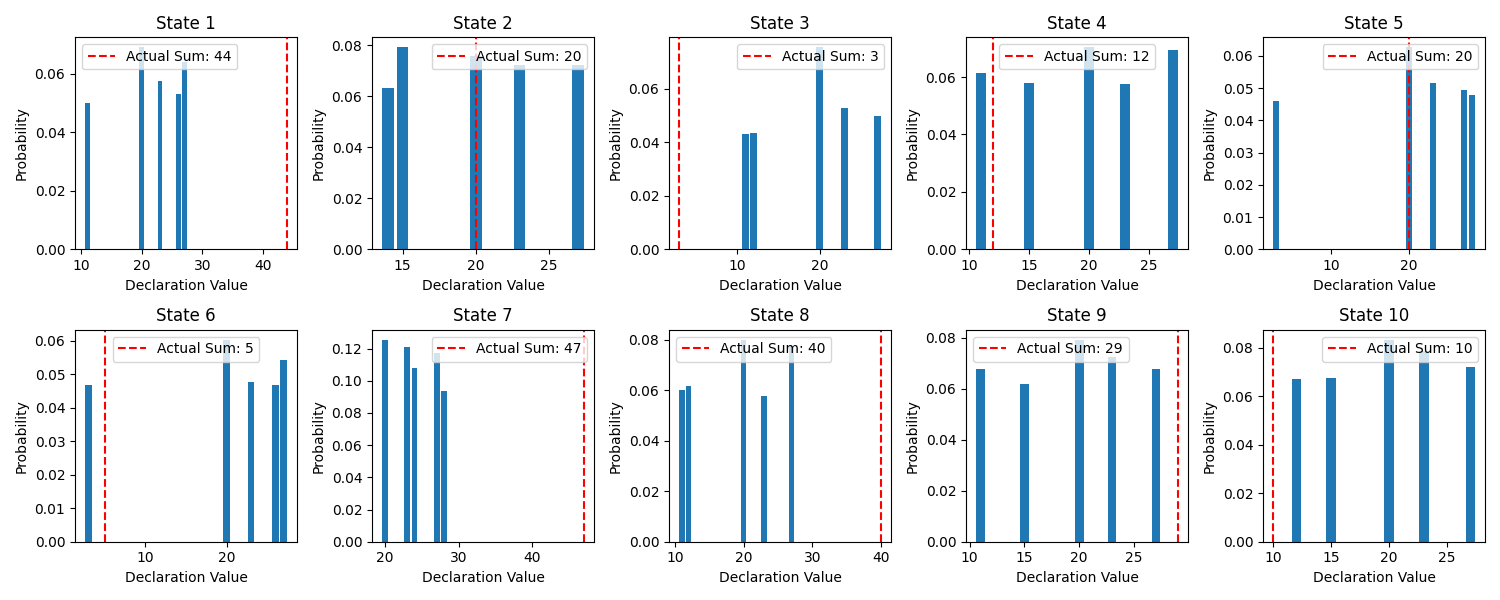 State 1
Actual Sum: 44
0.06
0.04
0.02
0.00
Probability
10 20 30 40
Declaration Value
State 2
Actual Sum: 20
0.08
0.06
0.04
0.02
0.00
Probability
15 20 25
Declaration Value
State 3
Actual Sum: 3
0.06
0.04
0.02
0.00
Probability
10 20
Declaration Value
State 4
Actual Sum: 12
0.06
0.04
0.02
0.00
Probability
10 15 20 25
Declaration Value
State 5
Actual Sum: 20
0.06
0.05
0.04
0.03
0.02
0.01
0.00
Probability
10 20
Declaration Value
State 6
Actual Sum: 5
0.06
0.05
0.04
0.03
0.02
0.01
0.00
Probability
10 20
Declaration Value
State 7
Actual Sum: 47
0.12
0.10
0.08
0.06
0.04
0.02
0.00
Probability
20 30 40
Declaration Value
State 8
Actual Sum: 40
0.08
0.06
0.04
0.02
0.00
Probability
10 20 30 40
Declaration Value
State 9
Actual Sum: 29
0.08
0.06
0.04
0.02
0.00
Probability
10 15 20 25
Declaration Value
State 10
Actual Sum: 10
0.08
0.06
0.04
0.02
0.00
Probability
10 15 20 25
Declaration Value